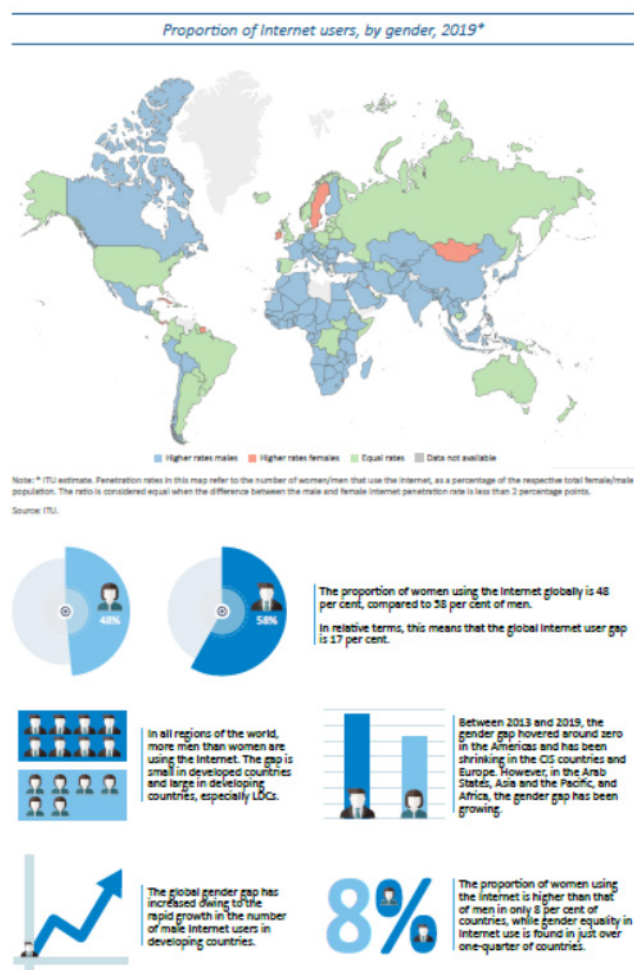 Proportion of Internet users, by gender, 2019*
Higher rates males Higher rates females Equal rates Data not available
Note: * ITU estimate. Penetration rates in this map refer to the number of women/men that use the Internet, as a percentage of the respective total female/male
population. The ratio is considered equal when the difference between the male and female Internet penetration rate is less than 2 percentage points.
Source: ITU.
48%
58%
The proportion of women using the Internet globally is 48
per cent, compared to 58 per cent of men.
In relative terms, this means that the global Internet user gap
is 17 per cent.
In all regions of the world,
more men than women are
using the Internet. The gap is
small in developed countries
and large in developing
countries, especially LDCs.
Between 2013 and 2019, the
gender gap hovered around zero
in the Americas and has been
shrinking in the CIS countries and
Europe. However, in the Arab
States, Asia and the Pacific, and
Africa, the gender gap has been
growing.
The global gender gap has
increased owing to the
rapid growth in the number
of male Internet users in
developing countries.
8%
The proportion of women using
the Internet is higher than that
of men in only 8 per cent of
countries, while gender equality in
Internet use is found in just over
one-quarter of countries.